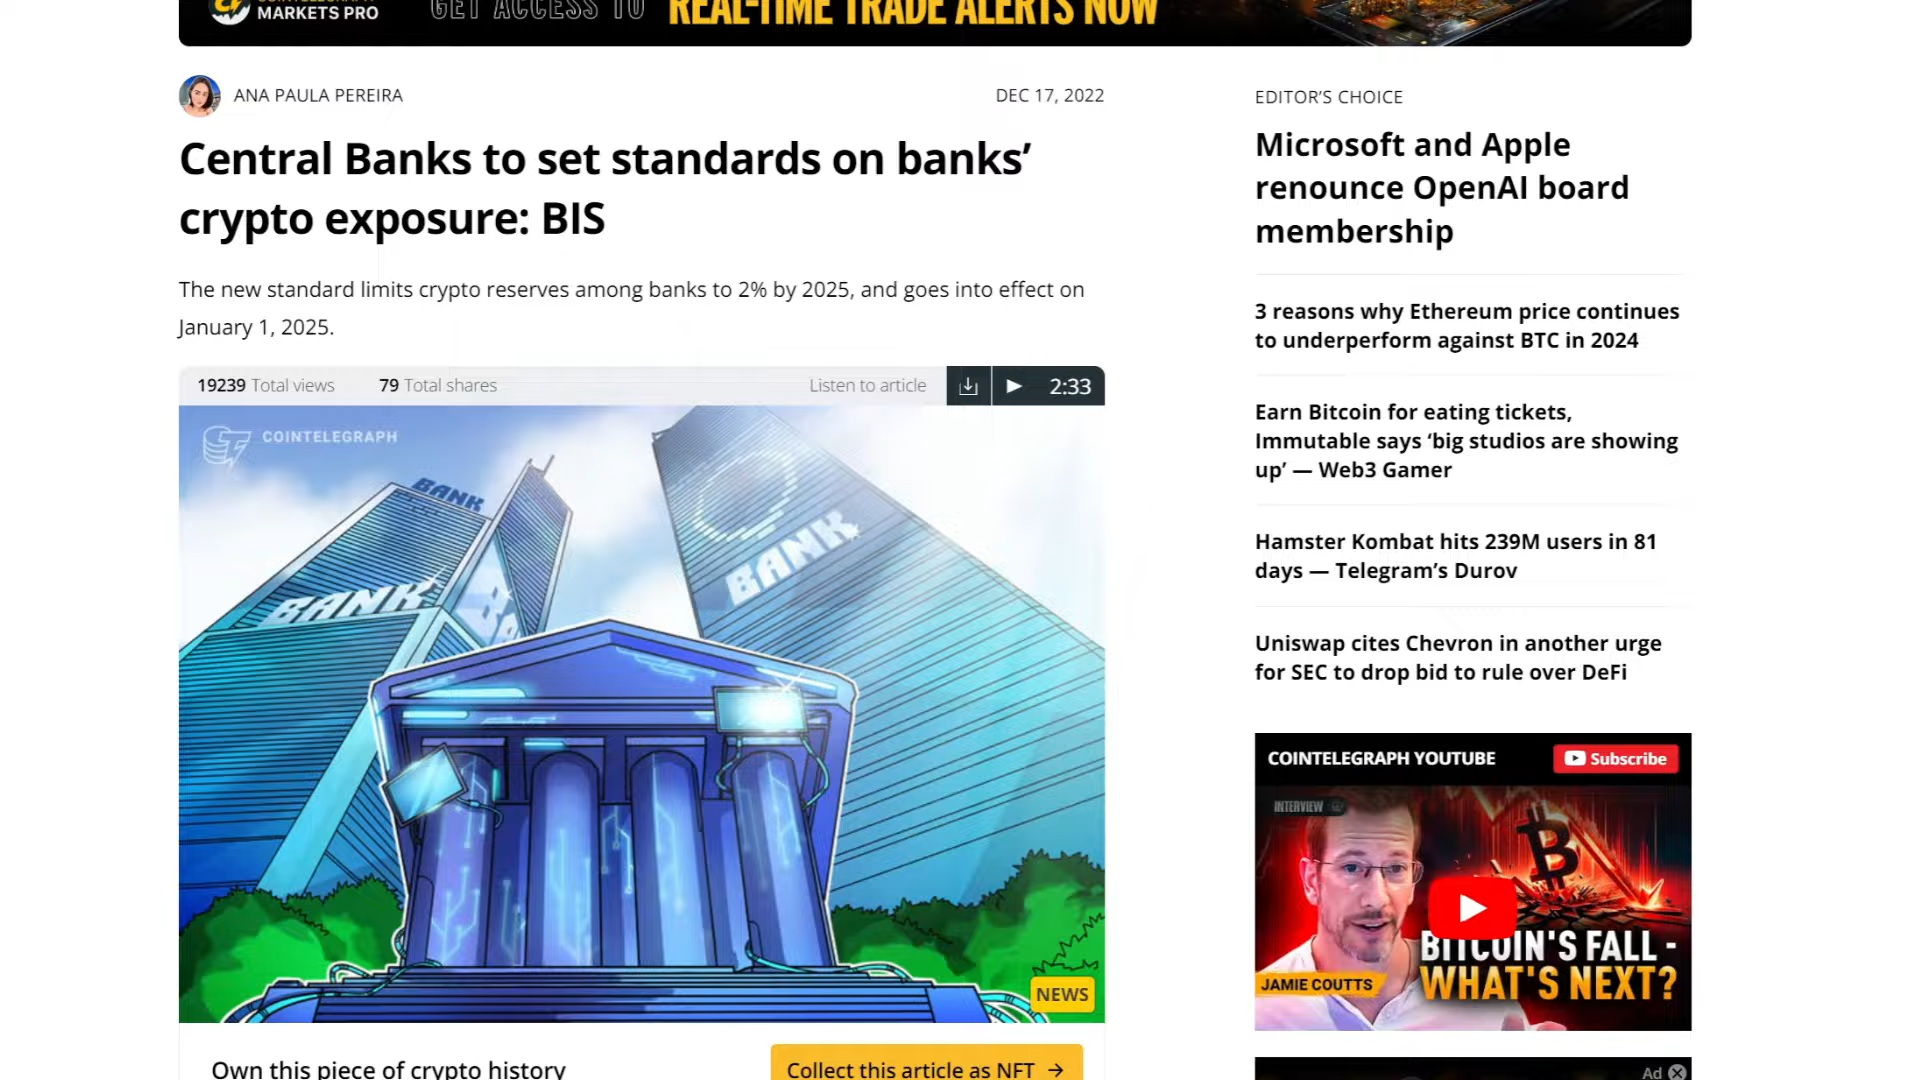 MARKETS PRO
GET ACCESS TO REAL-TIME TRADE ALERTS NOW
ANA PAULA PEREIRA
DEC 17, 2022
Central Banks to set standards on banks’
crypto exposure: BIS
The new standard limits crypto reserves among banks to 2% by 2025, and goes into effect on
January 1, 2025.
19239 Total views
79 Total shares
Listen to article
2:33
COINTELEGRAPH
BANK
BANK
BANK
NEWS
Own this piece of crypto history
Collect this article as NFT →
EDITOR’S CHOICE
Microsoft and Apple
renounce OpenAI board
membership
3 reasons why Ethereum price continues
to underperform against BTC in 2024
Earn Bitcoin for eating tickets,
Immutable says ‘big studios are showing
up’ — Web3 Gamer
Hamster Kombat hits 239M users in 81
days — Telegram’s Durov
Uniswap cites Chevron in another urge
for SEC to drop bid to rule over DeFi
COINTELEGRAPH YOUTUBE
Subscribe
INTERVIEW
BITCOIN'S FALL -
WHAT'S NEXT?
JAMIE COUTTS
Ad